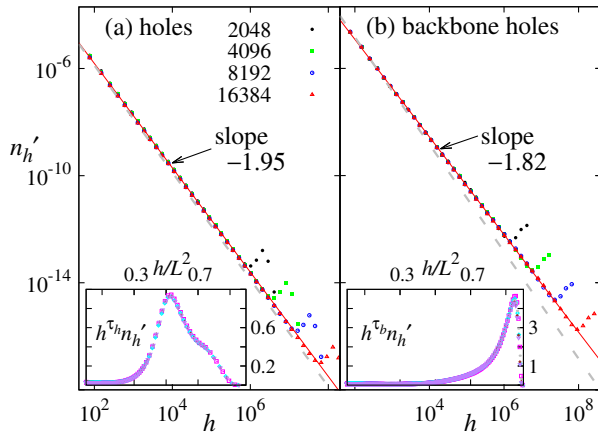 (a) holes
2048
4096
8192
16384
slope
−1.95
(b) backbone holes
slope
−1.82
n_h′
10^−6
10^−10
10^−14
0.3 h/L^2 0.7
h^τ_h n_h′
0.6
0.2
0.3 h/L^2 0.7
h^τ_b n_h′
3
1
10^2 10^4 10^6
h
10^4 10^6 10^8
h